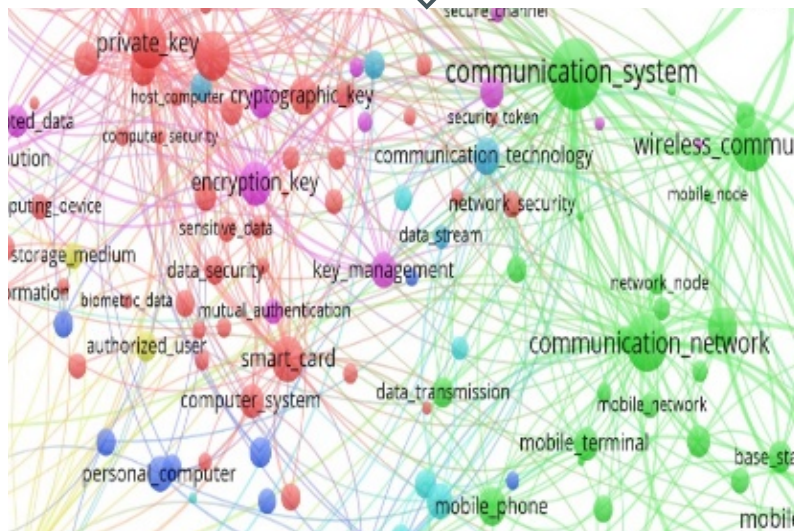 secure_channel
private_key
communication_system
host_computer
cryptographic_key
security_token
ted_data
computer_security
wireless_commu
ution
communication_technology
encryption_key
mobile_node
puting_device
network_security
sensitive_data
data_stream
storage_medium
data_security
key_management
network_node
ormation
biometric_data
mutual_authentication
authorized_user
smart_card
communication_network
computer_system
data_transmission
mobile_network
mobile_terminal
base_sta
personal_computer
mobile_phone
mobil